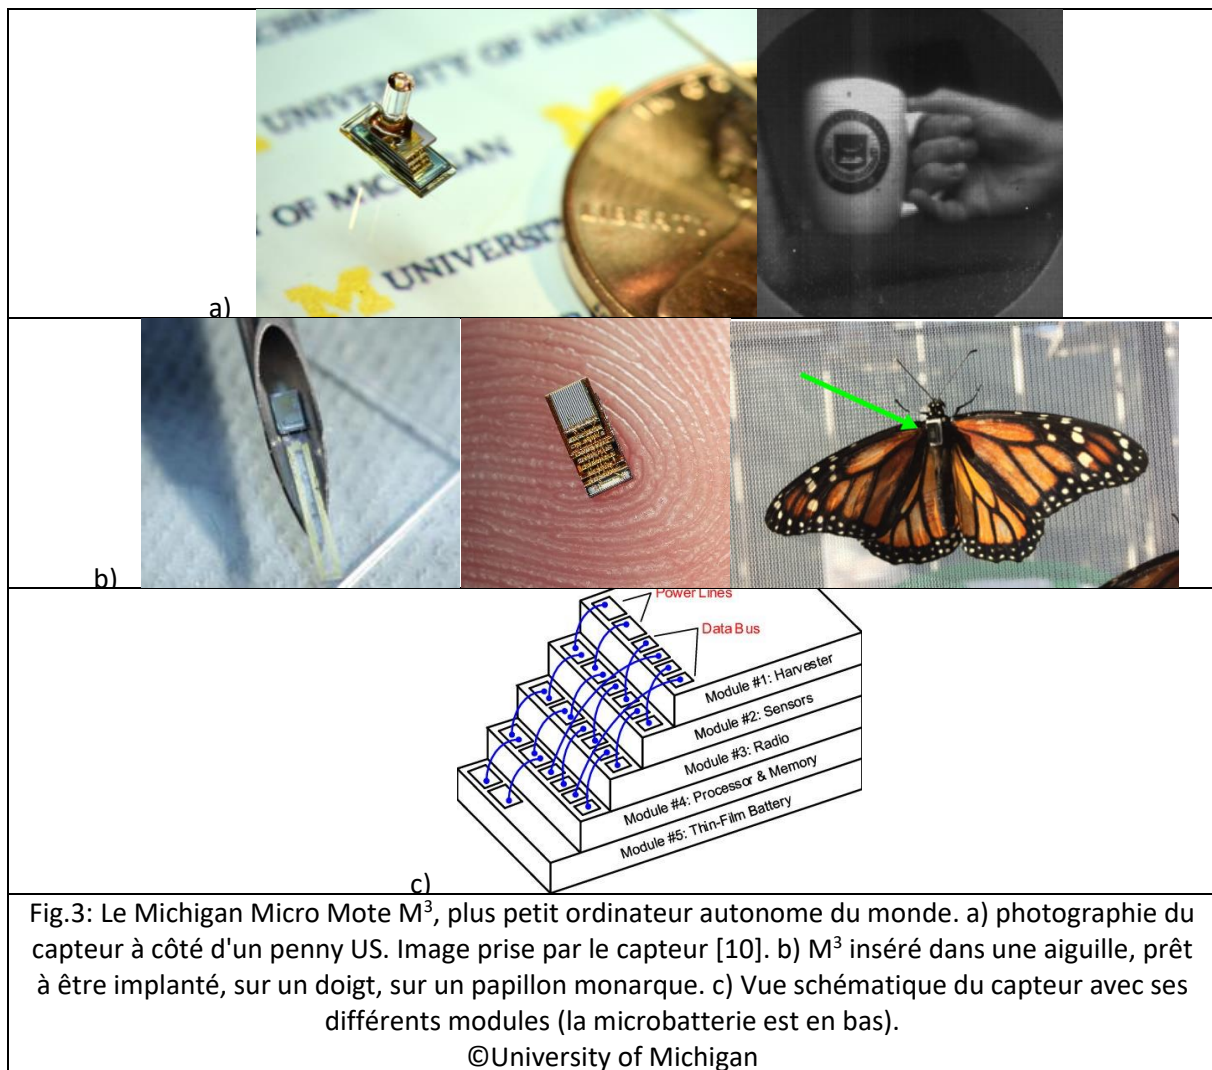 UNIVERSITY OF MICHIGAN
UNIVERSITY
OF MICHIGAN
M
OF MICHIGAN
M UNIVERSI
LIBERTY
a)
b)
Power Lines
Data Bus
Module #1: Harvester
Module #2: Sensors
Module #3: Radio
Module #4: Processor & Memory
Module #5: Thin-Film Battery
c)
Fig.3: Le Michigan Micro Mote M³, plus petit ordinateur autonome du monde. a) photographie du
capteur à côté d'un penny US. Image prise par le capteur [10]. b) M³ inséré dans une aiguille, prêt
à être implanté, sur un doigt, sur un papillon monarque. c) Vue schématique du capteur avec ses
différents modules (la microbatterie est en bas).
©University of Michigan